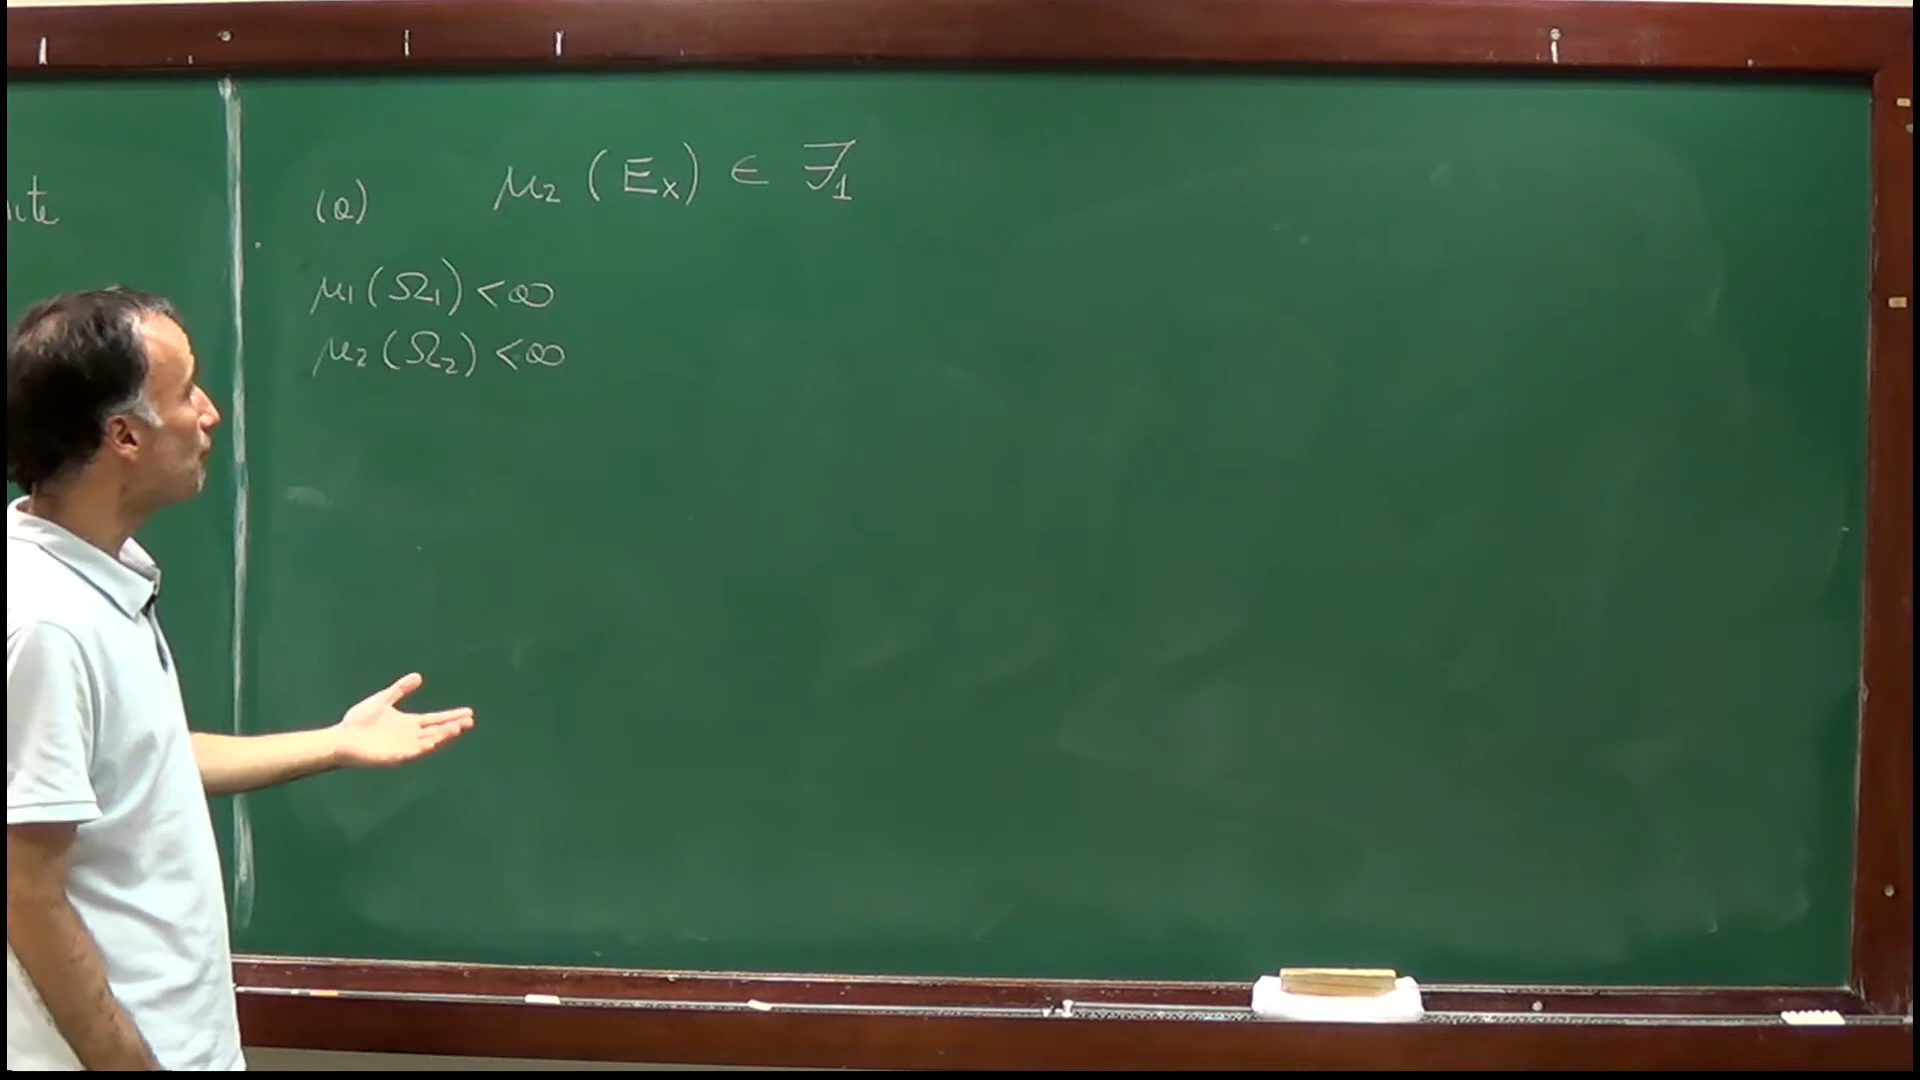 (a) μ₂ (Eₓ) ∈ ℱ₁
μ₁(Ω₁) < ∞
μ₂(Ω₂) < ∞